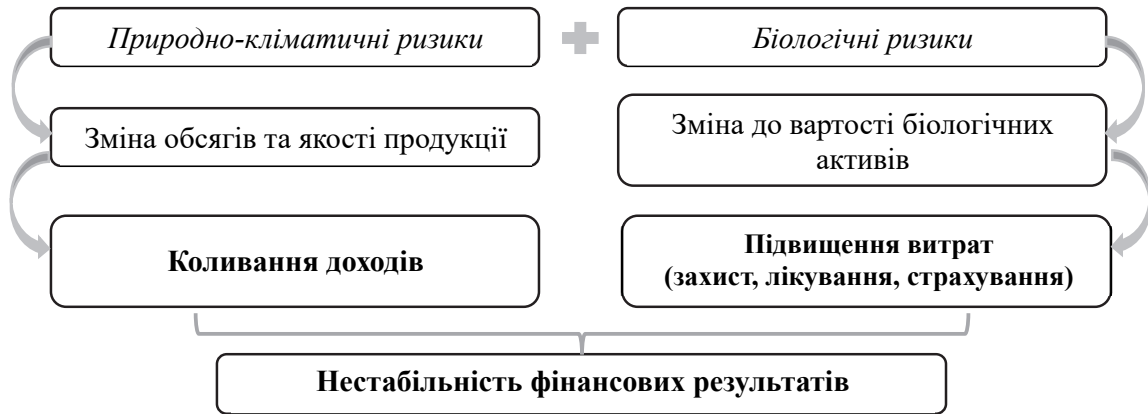 Природно-кліматичні ризики
Біологічні ризики
Зміна обсягів та якості продукції
Зміна до вартості біологічних
активів
Коливання доходів
Підвищення витрат
(захист, лікування, страхування)
Нестабільність фінансових результатів